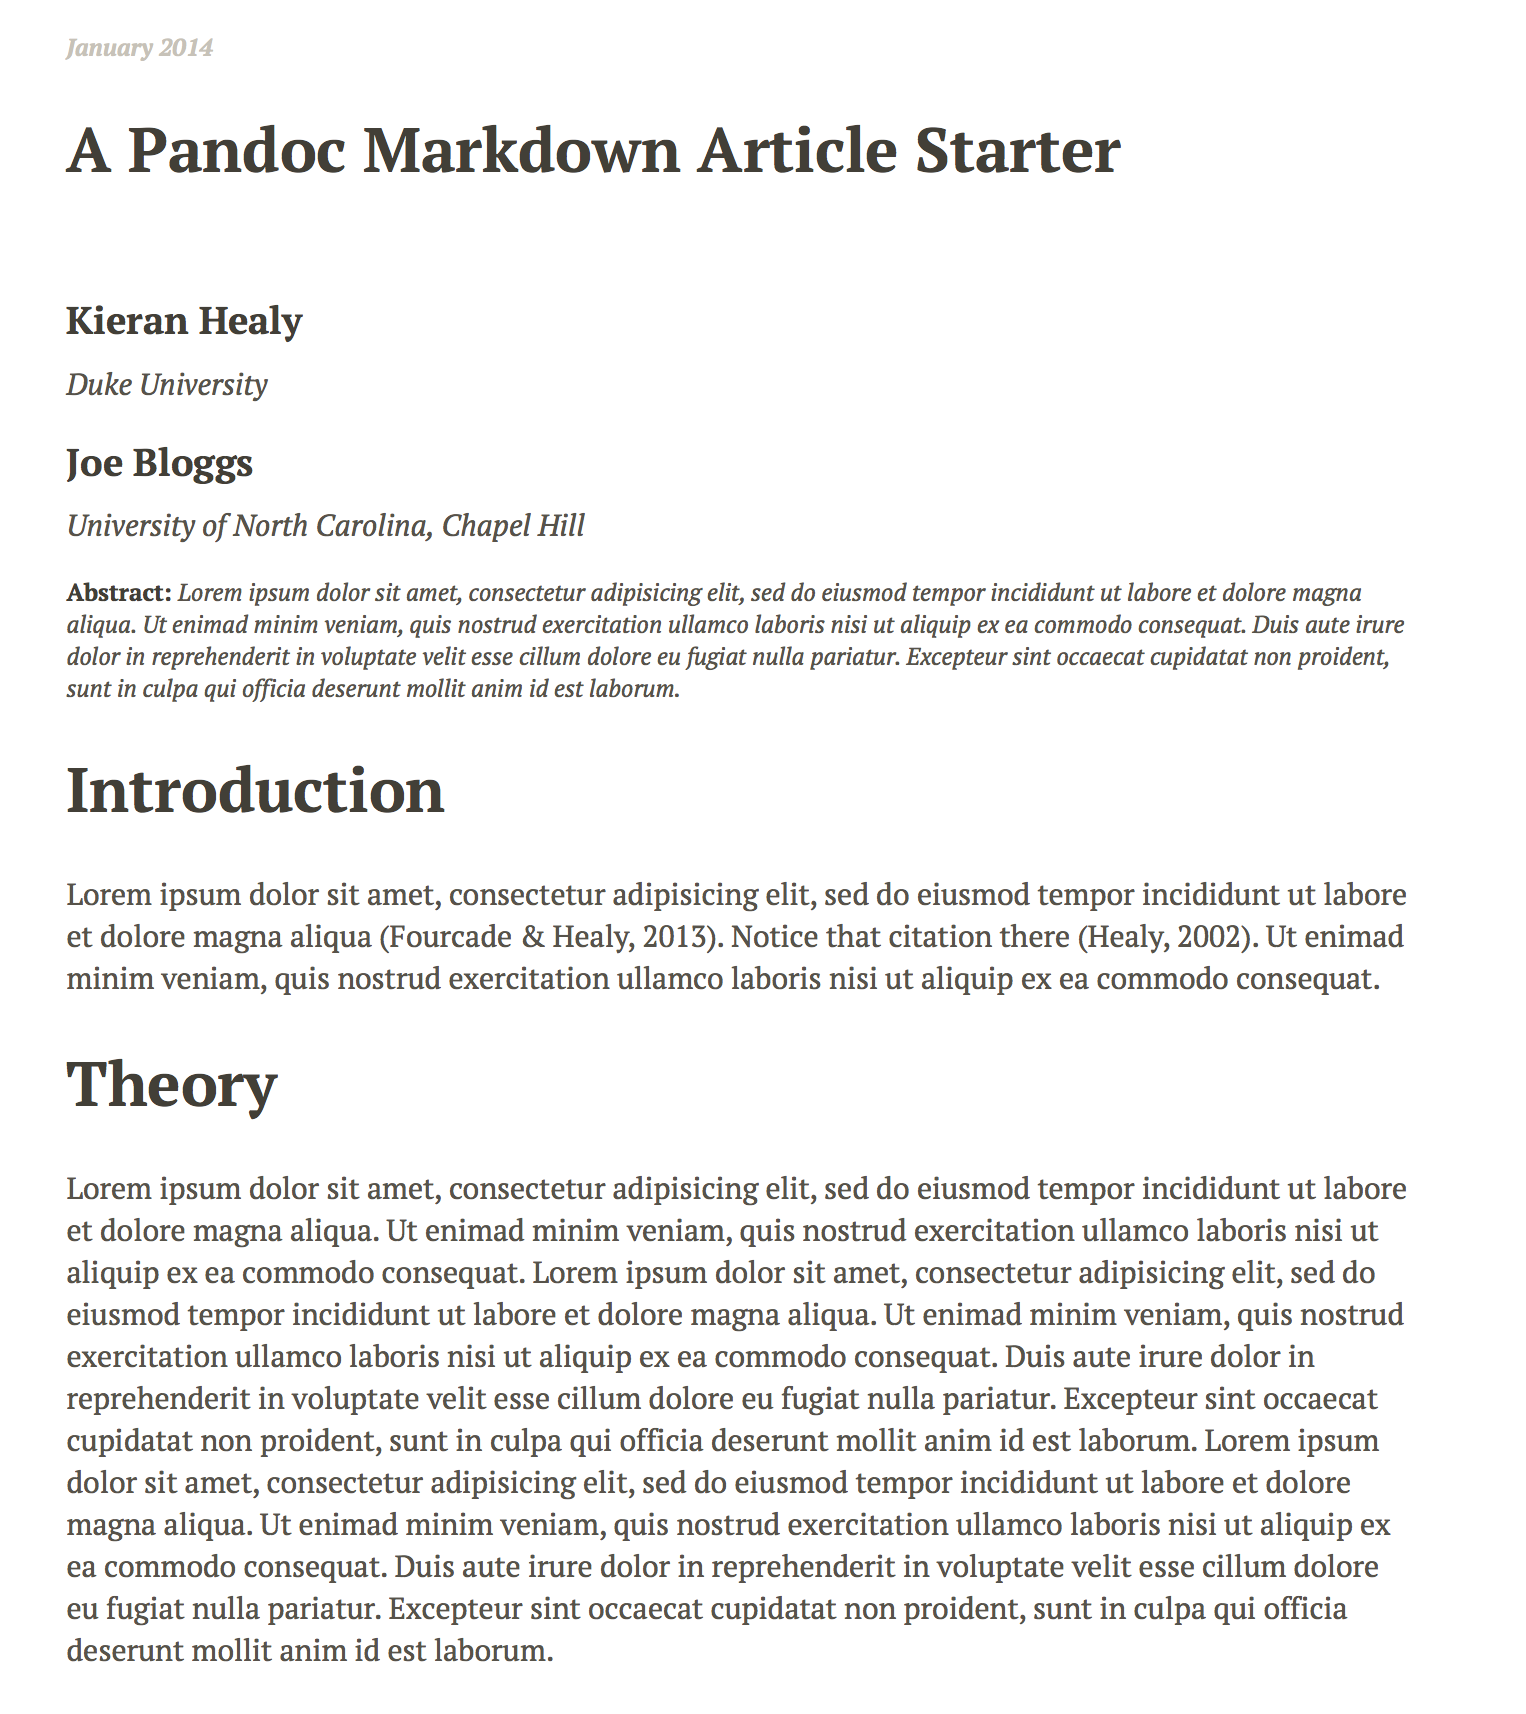 January 2014
A Pandoc Markdown Article Starter
Kieran Healy
Duke University
Joe Bloggs
University of North Carolina, Chapel Hill
Abstract: Lorem ipsum dolor sit amet, consectetur adipisicing elit, sed do eiusmod tempor incididunt ut labore et dolore magna
aliqua. Ut enimad minim veniam, quis nostrud exercitation ullamco laboris nisi ut aliquip ex ea commodo consequat. Duis aute irure
dolor in reprehenderit in voluptate velit esse cillum dolore eu fugiat nulla pariatur. Excepteur sint occaecat cupidatat non proident,
sunt in culpa qui officia deserunt mollit anim id est laborum.
Introduction
Lorem ipsum dolor sit amet, consectetur adipisicing elit, sed do eiusmod tempor incididunt ut labore
et dolore magna aliqua (Fourcade & Healy, 2013). Notice that citation there (Healy, 2002). Ut enimad
minim veniam, quis nostrud exercitation ullamco laboris nisi ut aliquip ex ea commodo consequat.
Theory
Lorem ipsum dolor sit amet, consectetur adipisicing elit, sed do eiusmod tempor incididunt ut labore
et dolore magna aliqua. Ut enimad minim veniam, quis nostrud exercitation ullamco laboris nisi ut
aliquip ex ea commodo consequat. Lorem ipsum dolor sit amet, consectetur adipisicing elit, sed do
eiusmod tempor incididunt ut labore et dolore magna aliqua. Ut enimad minim veniam, quis nostrud
exercitation ullamco laboris nisi ut aliquip ex ea commodo consequat. Duis aute irure dolor in
reprehenderit in voluptate velit esse cillum dolore eu fugiat nulla pariatur. Excepteur sint occaecat
cupidatat non proident, sunt in culpa qui officia deserunt mollit anim id est laborum. Lorem ipsum
dolor sit amet, consectetur adipisicing elit, sed do eiusmod tempor incididunt ut labore et dolore
magna aliqua. Ut enimad minim veniam, quis nostrud exercitation ullamco laboris nisi ut aliquip ex
ea commodo consequat. Duis aute irure dolor in reprehenderit in voluptate velit esse cillum dolore
eu fugiat nulla pariatur. Excepteur sint occaecat cupidatat non proident, sunt in culpa qui officia
deserunt mollit anim id est laborum.